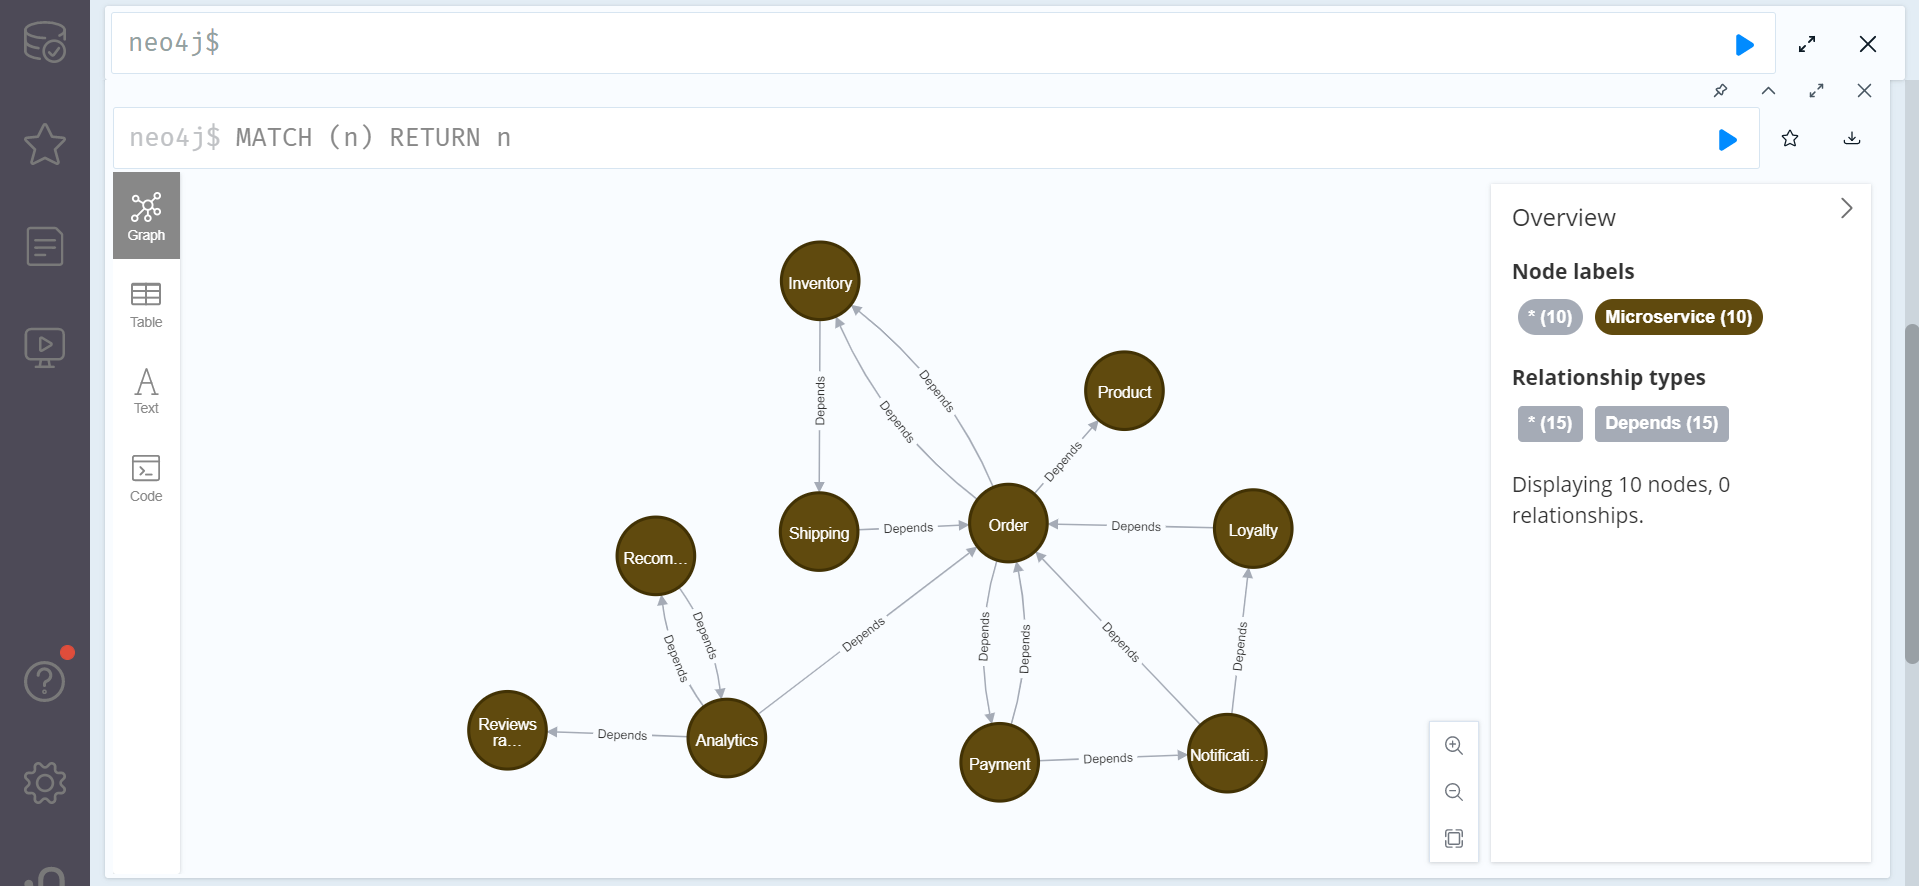 neo4j$
neo4j$ MATCH (n) RETURN n
Graph
Table
Text
Code
Inventory
Product
Depends
Depends
Depends
Depends
Shipping
Depends
Order
Depends
Loyalty
Recom...
Depends
Depends
Depends
Depends
Depends
Depends
Depends
Reviews
ra...
Depends
Analytics
Payment
Depends
Notificati...
Overview
Node labels
* (10)
Microservice (10)
Relationship types
* (15)
Depends (15)
Displaying 10 nodes, 0
relationships.